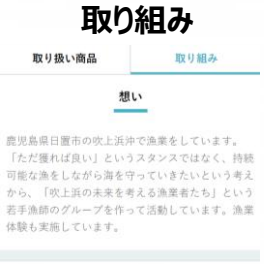 取り組み
取り扱い商品
取り組み
想い
鹿児島県日置市の吹上浜沖で漁業をしています。
「ただ獲れば良い」というスタンスではなく、持続
可能な漁をしながら海を守っていきたいという考え
から、「吹上浜の未来を考える漁業者たち」という
若手漁師のグループを作って活動しています。漁業
体験も実施しています。